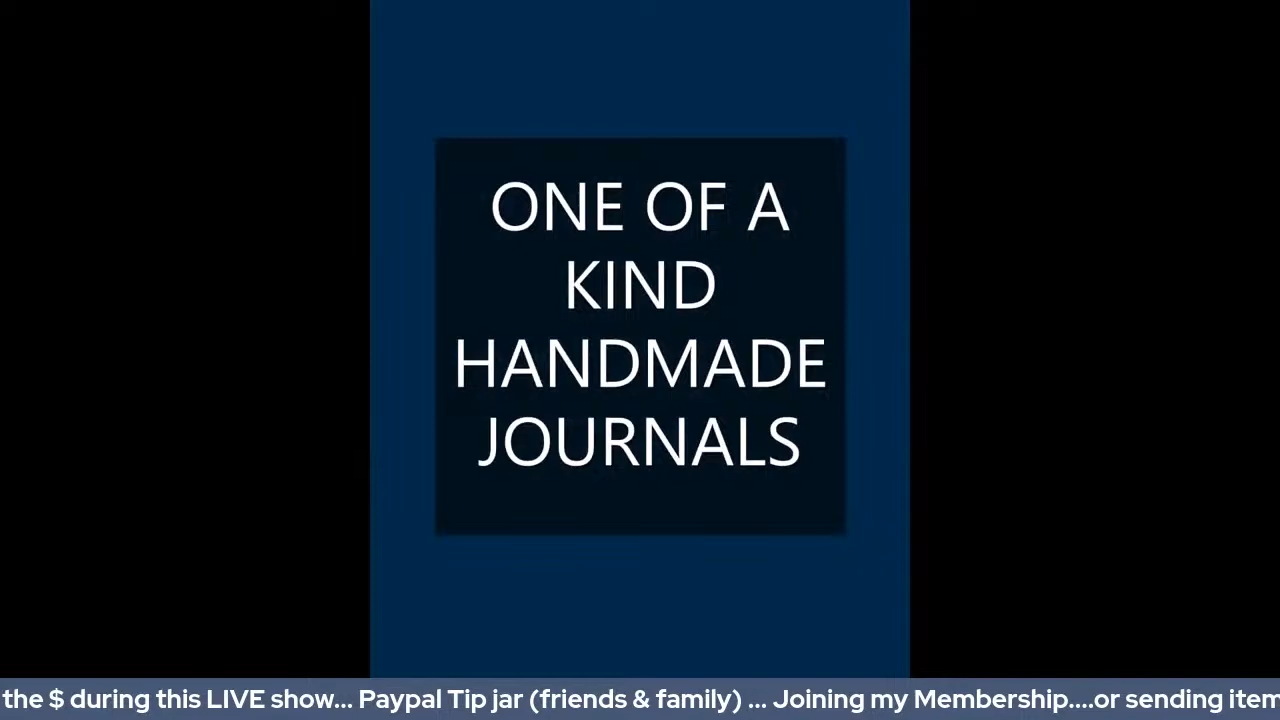 ONE OF A
KIND
HANDMADE
JOURNALS
the $ during this LIVE show... Paypal Tip jar (friends & family) ... Joining my Membership....or sending item